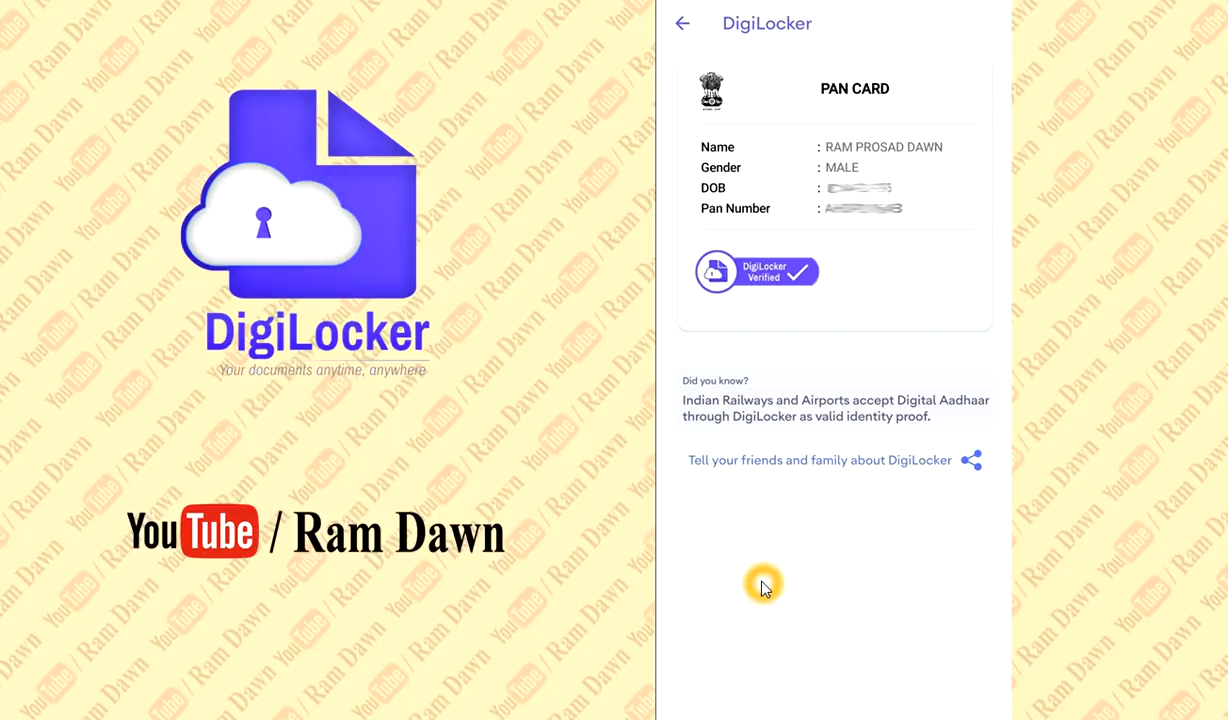 DigiLocker
Your documents anytime, anywhere
YouTube / Ram Dawn
DigiLocker
PAN CARD
Name : RAM PROSAD DAWN
Gender : MALE
DOB :
Pan Number :
DigiLocker
Verified
Did you know?
Indian Railways and Airports accept Digital Aadhaar
through DigiLocker as valid identity proof.
Tell your friends and family about DigiLocker